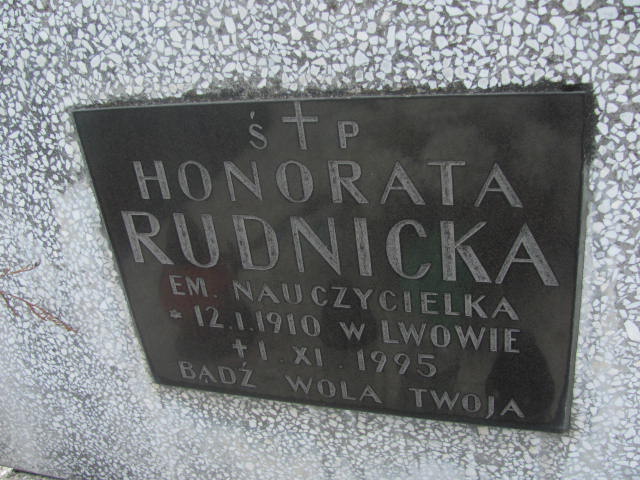 Ś † P
HONORATA
RUDNICKA
EM. NAUCZYCIELKA
* 12.I.1910 W LWOWIE
† 1.XI.1995
BĄDŹ WOLA TWOJA